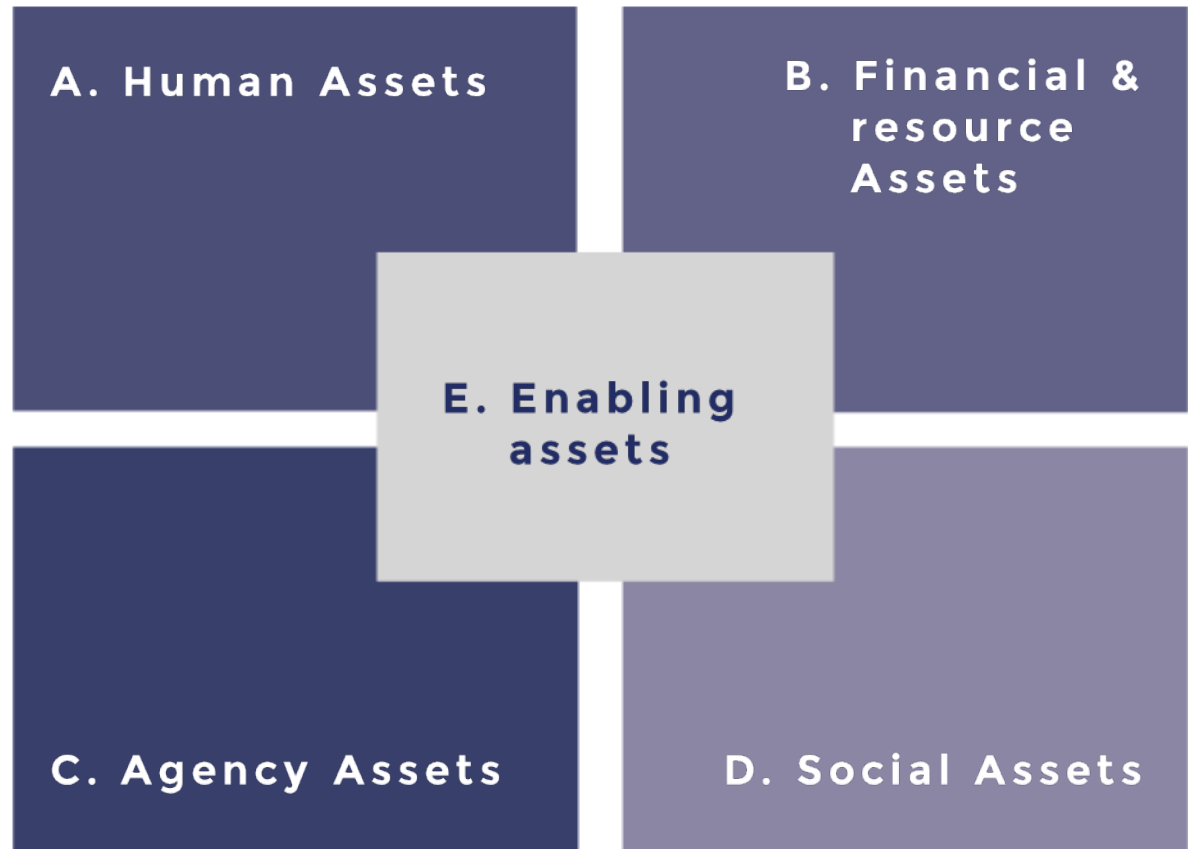 A. Human Assets
B. Financial &
resource
Assets
E. Enabling
assets
C. Agency Assets
D. Social Assets